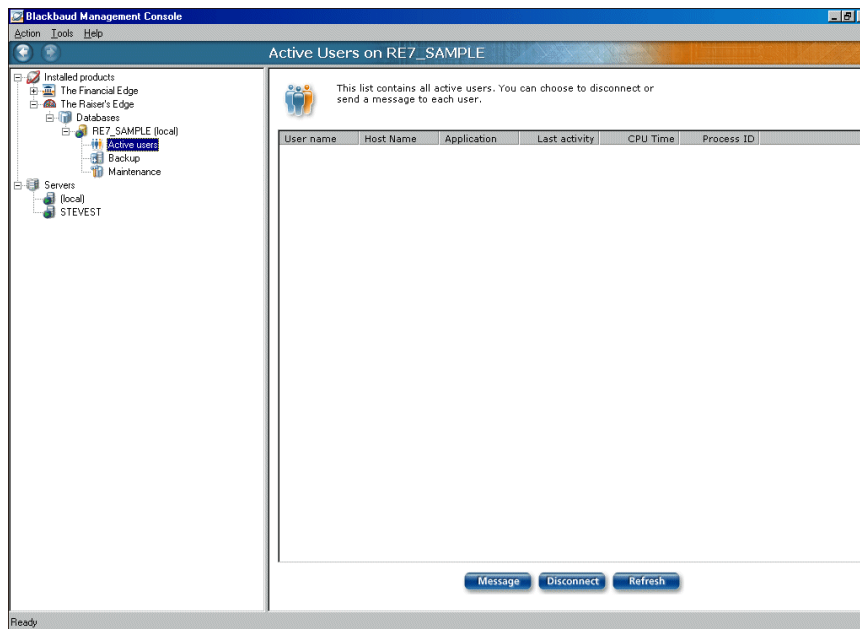 Blackbaud Management Console
Action Tools Help
Active Users on RE7_SAMPLE
Installed products
The Financial Edge
The Raiser's Edge
Databases
RE7_SAMPLE (local)
Active users
Backup
Maintenance
Servers
(local)
STEVEST
This list contains all active users. You can choose to disconnect or
send a message to each user.
User name Host Name Application Last activity CPU Time Process ID
Message Disconnect Refresh
Ready